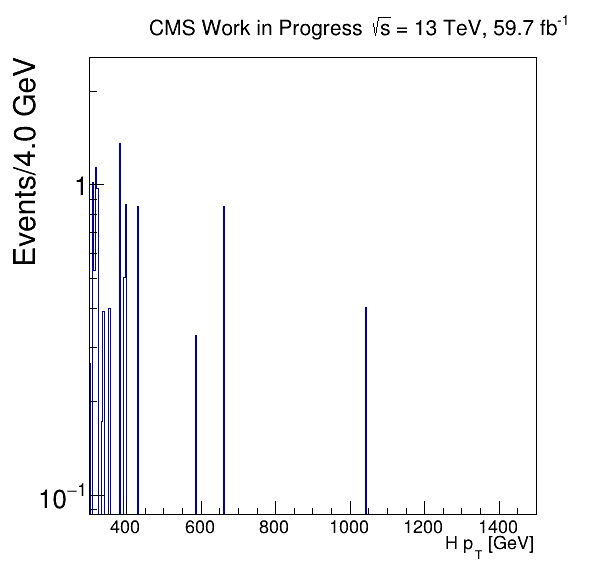 CMS Work in Progress √s = 13 TeV, 59.7 fb⁻¹
Events/4.0 GeV
1
10⁻¹
400 600 800 1000 1200 1400
H p_T [GeV]